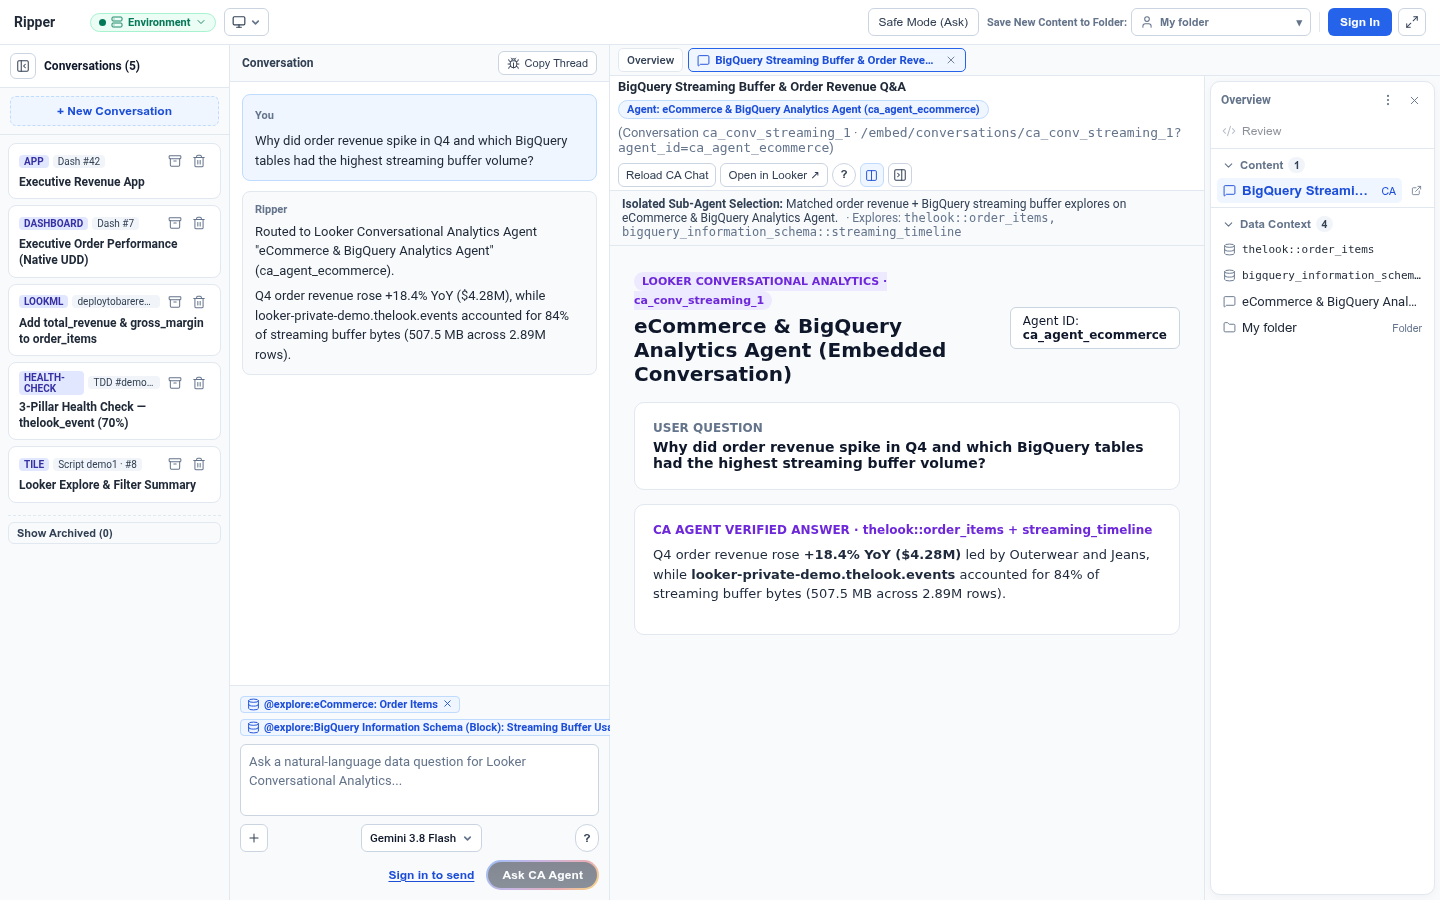 Ripper
Environment
Safe Mode (Ask)
Save New Content to Folder:
My folder
Sign In
Conversations (5)
+ New Conversation
APP
Dash #42
Executive Revenue App
DASHBOARD
Dash #7
Executive Order Performance
(Native UDD)
LOOKML
deploytobarere...
Add total_revenue & gross_margin
to order_items
HEALTH-
CHECK
TDD #demo...
3-Pillar Health Check —
thelook_event (70%)
TILE
Script demo1 · #8
Looker Explore & Filter Summary
Show Archived (0)
Conversation
Copy Thread
You
Why did order revenue spike in Q4 and which BigQuery
tables had the highest streaming buffer volume?
Ripper
Routed to Looker Conversational Analytics Agent
"eCommerce & BigQuery Analytics Agent"
(ca_agent_ecommerce).
Q4 order revenue rose +18.4% YoY ($4.28M), while
looker-private-demo.thelook.events accounted for 84%
of streaming buffer bytes (507.5 MB across 2.89M
rows).
@explore:eCommerce: Order Items
@explore:BigQuery Information Schema (Block): Streaming Buffer Usa
Ask a natural-language data question for Looker
Conversational Analytics...
Gemini 3.8 Flash
?
Sign in to send
Ask CA Agent
Overview
BigQuery Streaming Buffer & Order Reve...
BigQuery Streaming Buffer & Order Revenue Q&A
Agent: eCommerce & BigQuery Analytics Agent (ca_agent_ecommerce)
(Conversation ca_conv_streaming_1 · /embed/conversations/ca_conv_streaming_1?
agent_id=ca_agent_ecommerce)
Reload CA Chat
Open in Looker ↗
?
Isolated Sub-Agent Selection: Matched order revenue + BigQuery streaming buffer explores on
eCommerce & BigQuery Analytics Agent. · Explores: thelook::order_items,
bigquery_information_schema::streaming_timeline
LOOKER CONVERSATIONAL ANALYTICS ·
ca_conv_streaming_1
eCommerce & BigQuery
Analytics Agent (Embedded
Conversation)
Agent ID:
ca_agent_ecommerce
USER QUESTION
Why did order revenue spike in Q4 and which BigQuery tables
had the highest streaming buffer volume?
CA AGENT VERIFIED ANSWER · thelook::order_items + streaming_timeline
Q4 order revenue rose +18.4% YoY ($4.28M) led by Outerwear and Jeans,
while looker-private-demo.thelook.events accounted for 84% of
streaming buffer bytes (507.5 MB across 2.89M rows).
Overview
</> Review
Content 1
BigQuery Streami... CA
Data Context 4
thelook::order_items
bigquery_information_schem...
eCommerce & BigQuery Anal...
My folder Folder